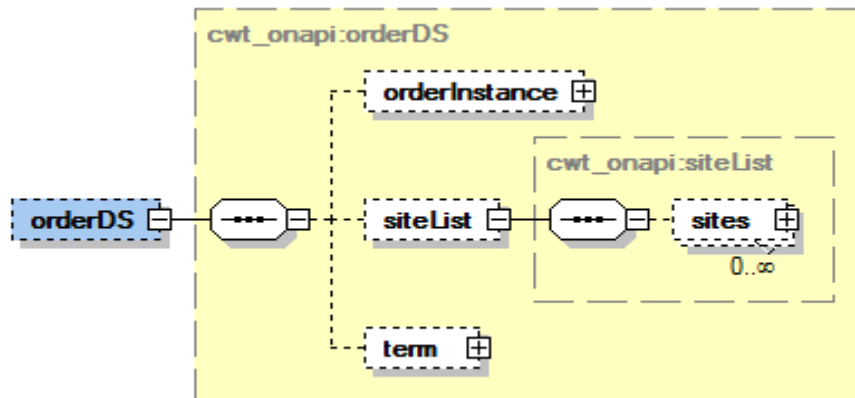 cwt_onapi:orderDS
orderInstance
cwt_onapi:siteList
orderDS
siteList
sites
0..∞
term